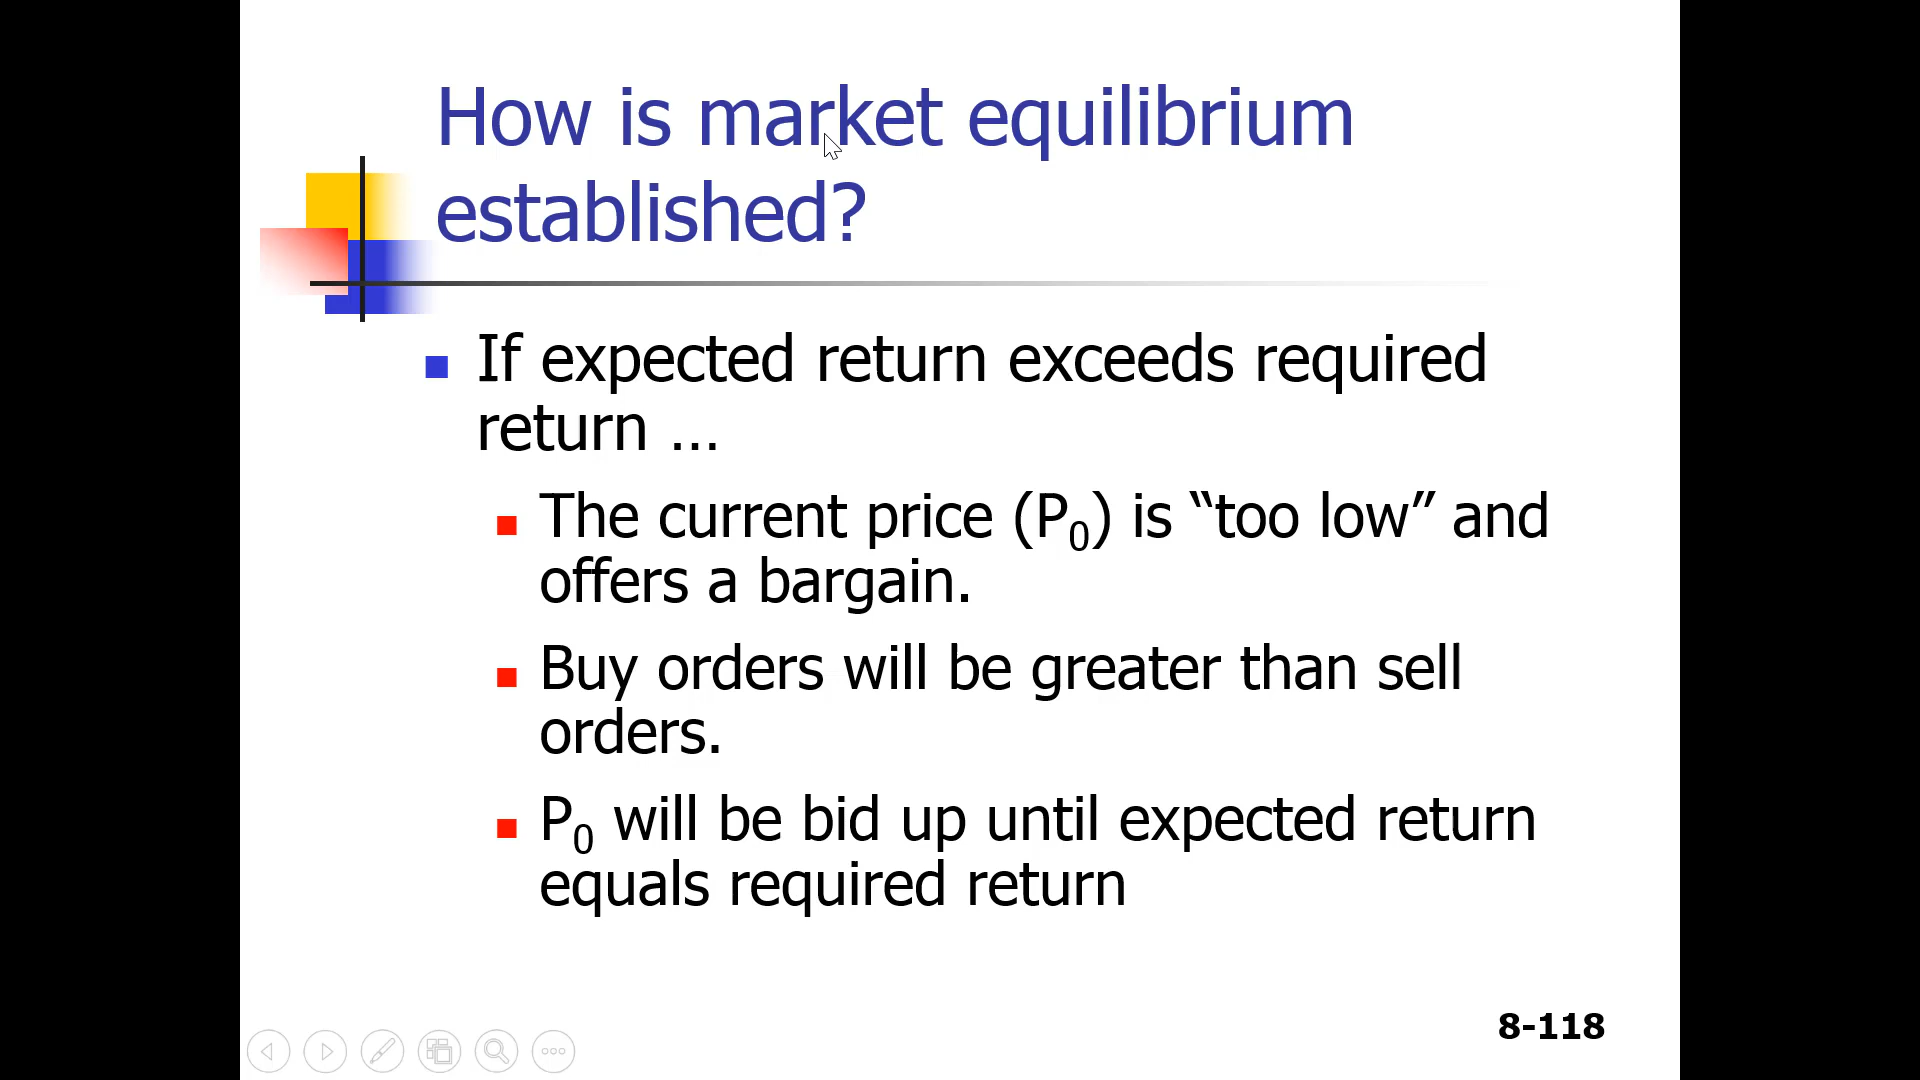 How is market equilibrium
established?
If expected return exceeds required
return …
The current price (P₀) is “too low” and
offers a bargain.
Buy orders will be greater than sell
orders.
P₀ will be bid up until expected return
equals required return
8-118